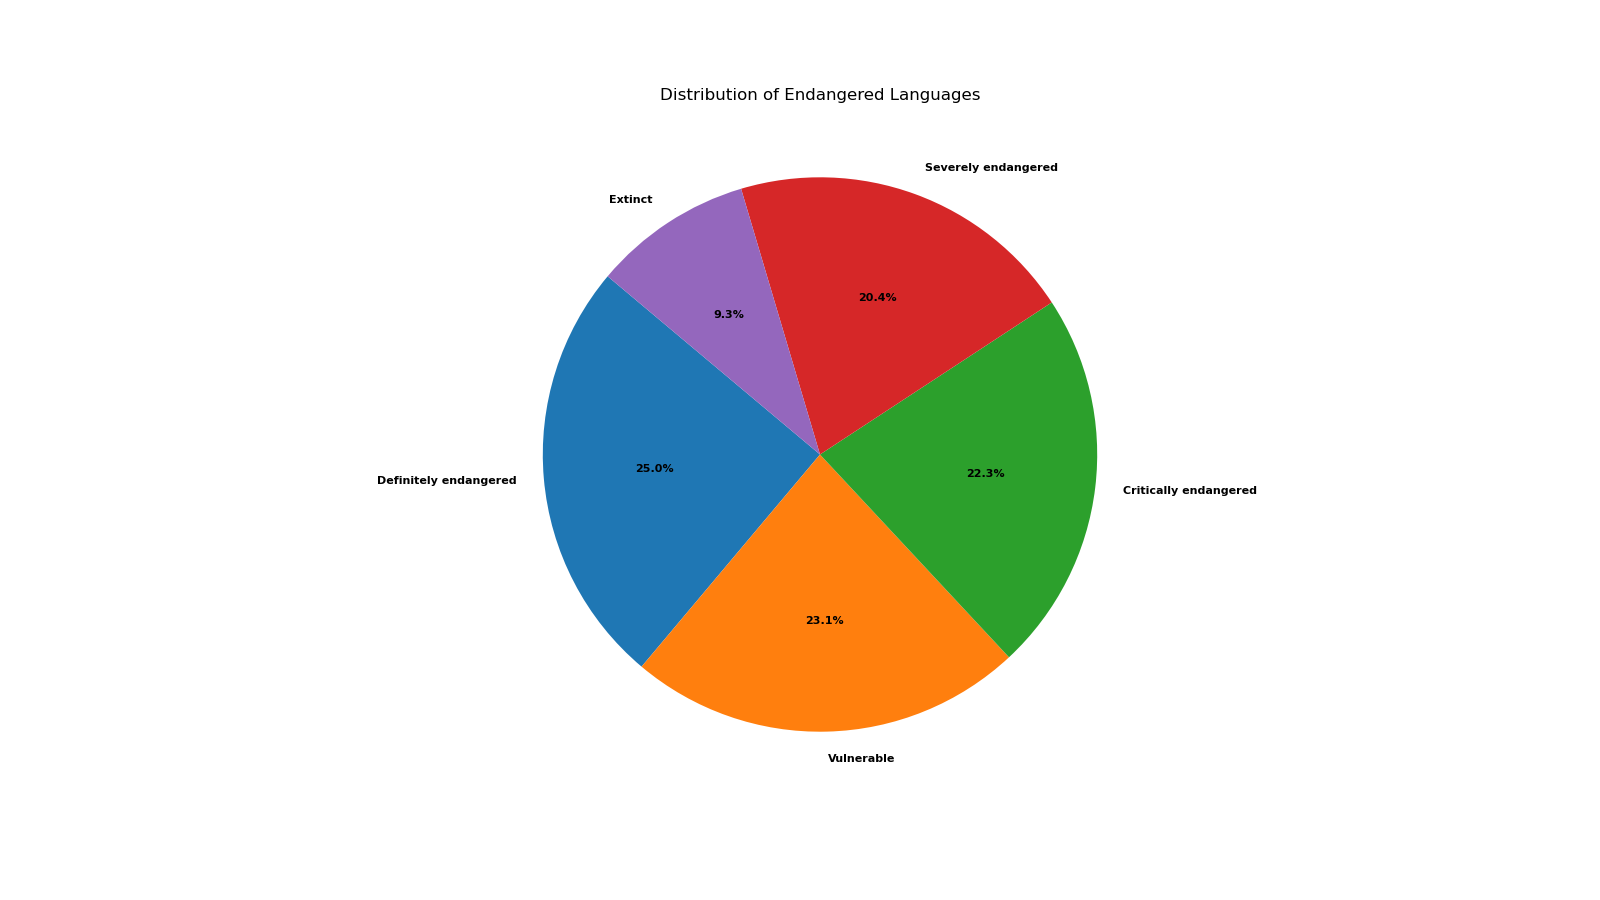 Distribution of Endangered Languages
Severely endangered
Extinct
20.4%
9.3%
25.0%
22.3%
Definitely endangered
Critically endangered
23.1%
Vulnerable